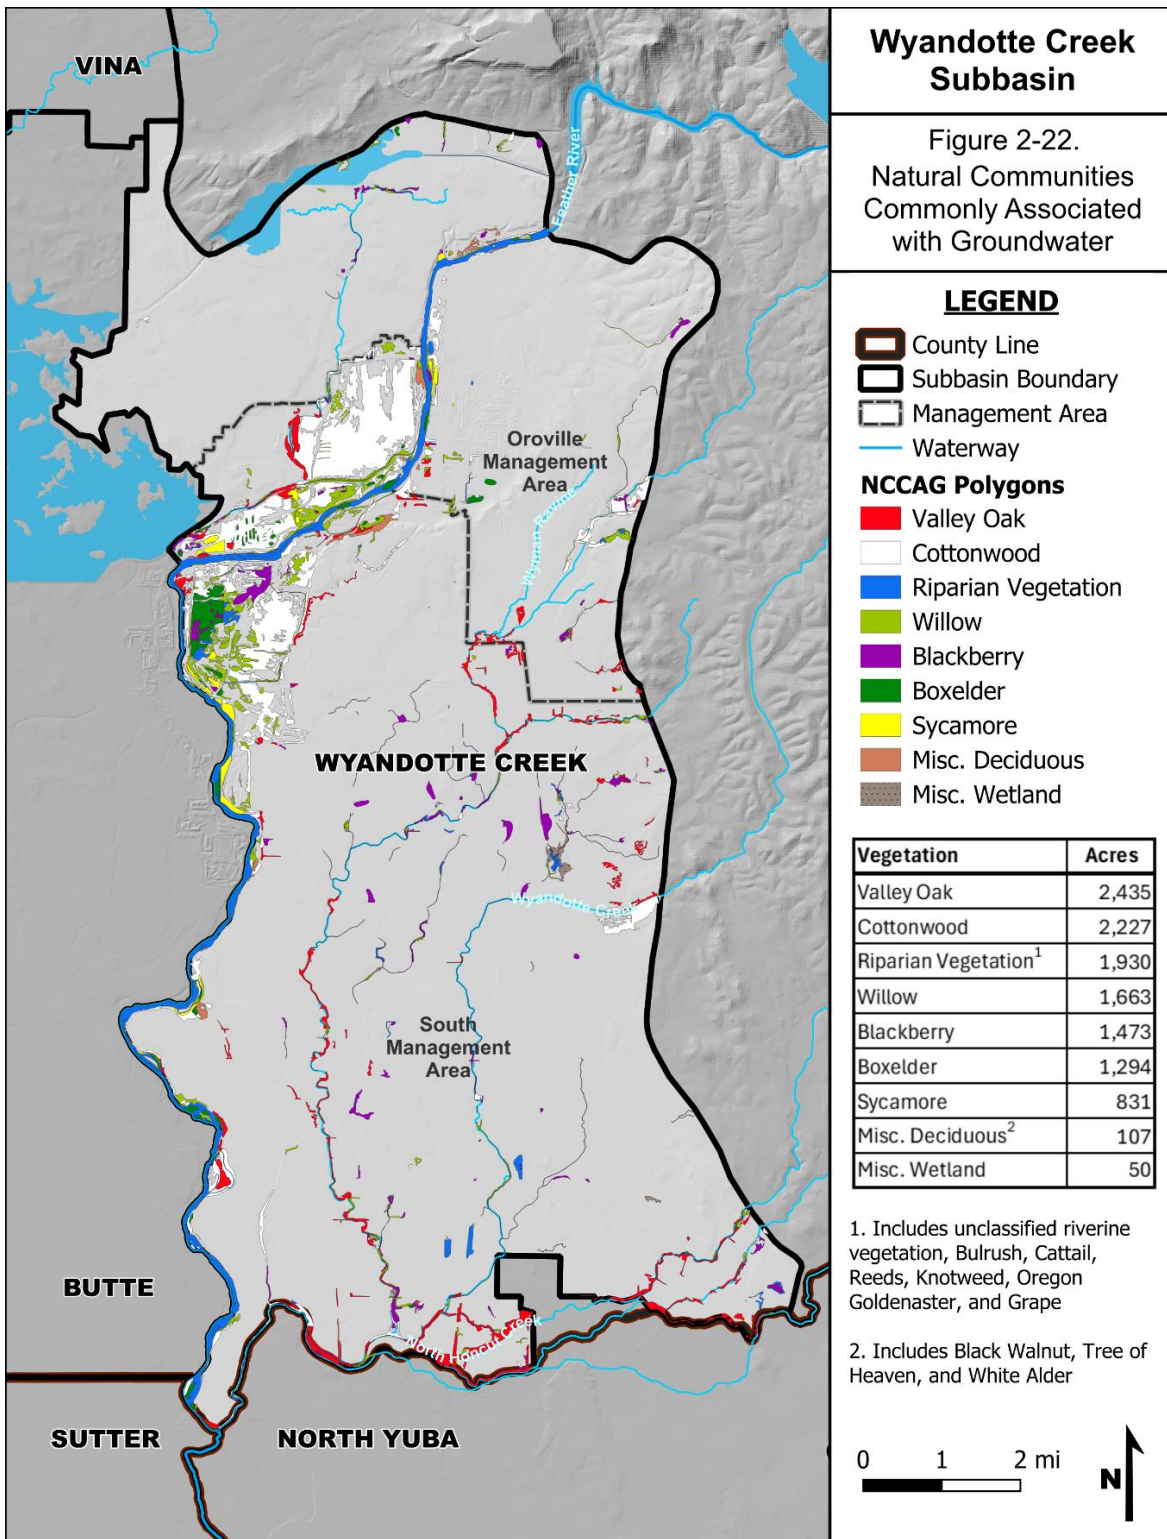 Wyandotte Creek
Subbasin
Figure 2-22.
Natural Communities
Commonly Associated
with Groundwater
LEGEND
County Line
Subbasin Boundary
Management Area
Waterway
NCCAG Polygons
Valley Oak
Cottonwood
Riparian Vegetation
Willow
Blackberry
Boxelder
Sycamore
Misc. Deciduous
Misc. Wetland
Vegetation Acres
Valley Oak 2,435
Cottonwood 2,227
Riparian Vegetation1 1,930
Willow 1,663
Blackberry 1,473
Boxelder 1,294
Sycamore 831
Misc. Deciduous2 107
Misc. Wetland 50
1. Includes unclassified riverine
vegetation, Bulrush, Cattail,
Reeds, Knotweed, Oregon
Goldenaster, and Grape
2. Includes Black Walnut, Tree of
Heaven, and White Alder
0 1 2 mi
N
VINA
Feather River
Oroville
Management
Area
Wyman Ravine
WYANDOTTE CREEK
Wyandotte Creek
South
Management
Area
BUTTE
North Honcut Creek
SUTTER
NORTH YUBA